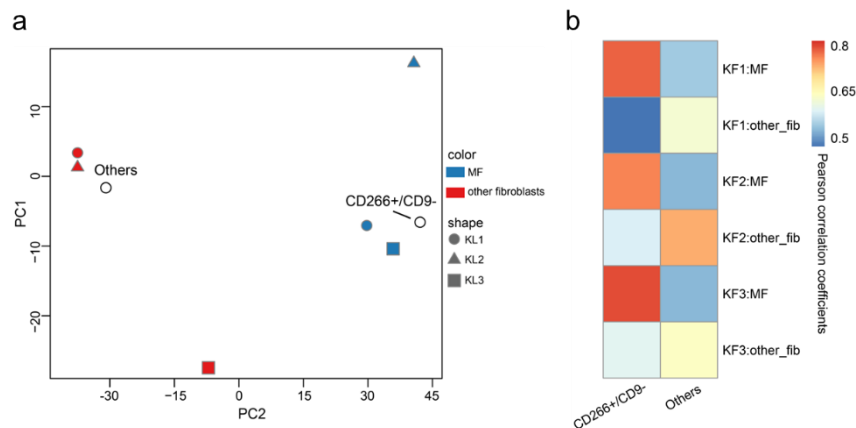 a
PC1
10
0
−10
−20
Others
CD266+/CD9-
-30
−15
0
15
30
45
PC2
color
MF
other fibroblasts
shape
KL1
KL2
KL3
b
KF1:MF
KF1:other_fib
KF2:MF
KF2:other_fib
KF3:MF
KF3:other_fib
CD266+/CD9-
Others
0.8
0.65
0.5
Pearson correlation coefficients